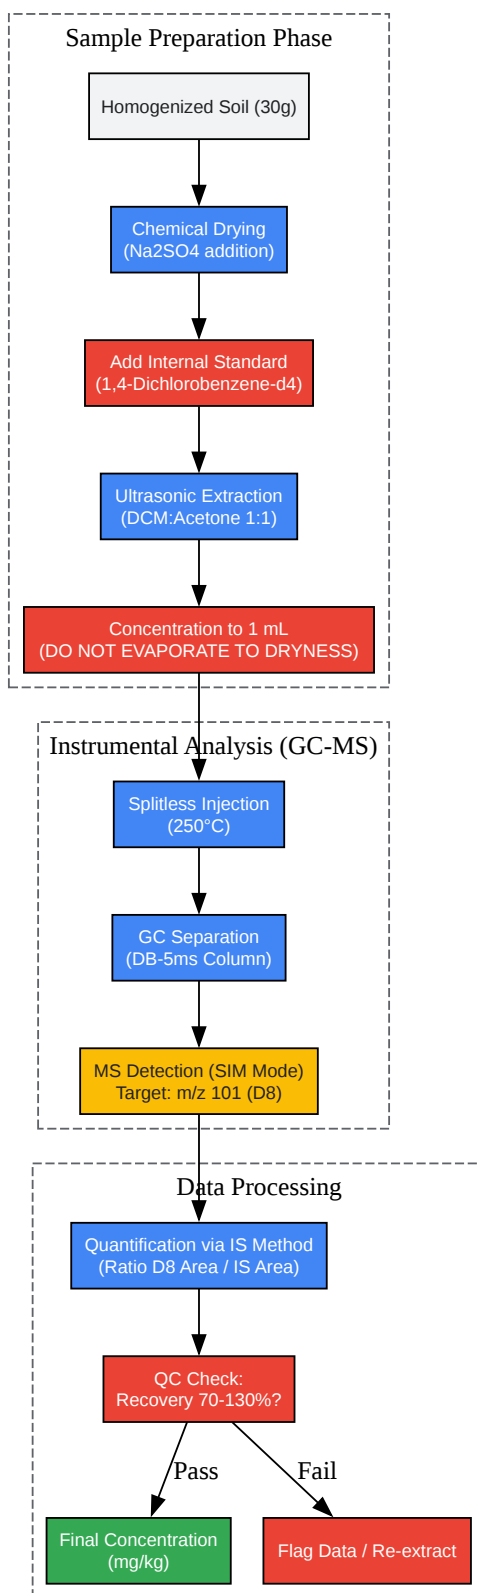 Sample Preparation Phase
Homogenized Soil (30g)
Chemical Drying
(Na2SO4 addition)
Add Internal Standard
(1,4-Dichlorobenzene-d4)
Ultrasonic Extraction
(DCM:Acetone 1:1)
Concentration to 1 mL
(DO NOT EVAPORATE TO DRYNESS)
Instrumental Analysis (GC-MS)
Splitless Injection
(250°C)
GC Separation
(DB-5ms Column)
MS Detection (SIM Mode)
Target: m/z 101 (D8)
Data Processing
Quantification via IS Method
(Ratio D8 Area / IS Area)
QC Check:
Recovery 70-130%?
Pass
Fail
Final Concentration
(mg/kg)
Flag Data / Re-extract